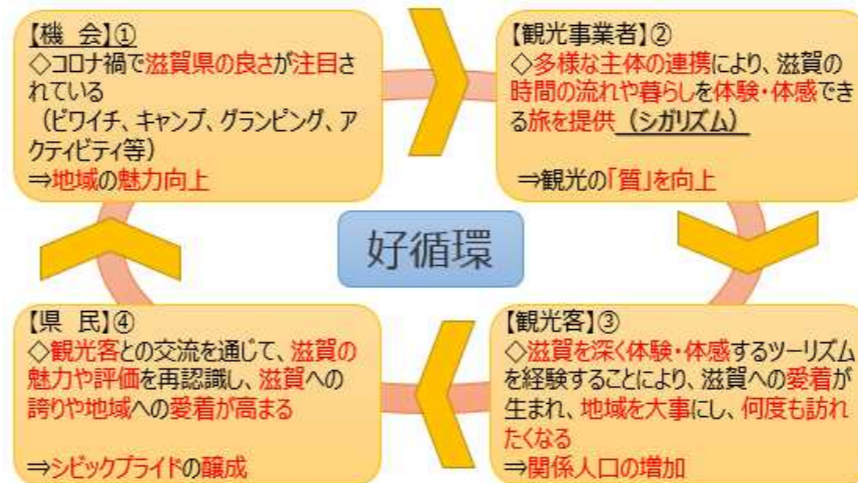 【機　会】①
◇コロナ禍で滋賀県の良さが注目さ
れている
（ビワイチ、キャンプ、グランピング、ア
クティビティ等）
⇒地域の魅力向上
【観光事業者】②
◇多様な主体の連携により、滋賀の
時間の流れや暮らしを体験・体感でき
る旅を提供（シガリズム）
⇒観光の「質」を向上
好循環
【観光客】③
◇滋賀を深く体験・体感するツーリズム
を経験することにより、滋賀への愛着が
生まれ、地域を大事にし、何度も訪れ
たくなる
⇒関係人口の増加
【県　民】④
◇観光客との交流を通じて、滋賀の
魅力や評価を再認識し、滋賀への
誇りや地域への愛着が高まる
⇒シビックプライドの醸成